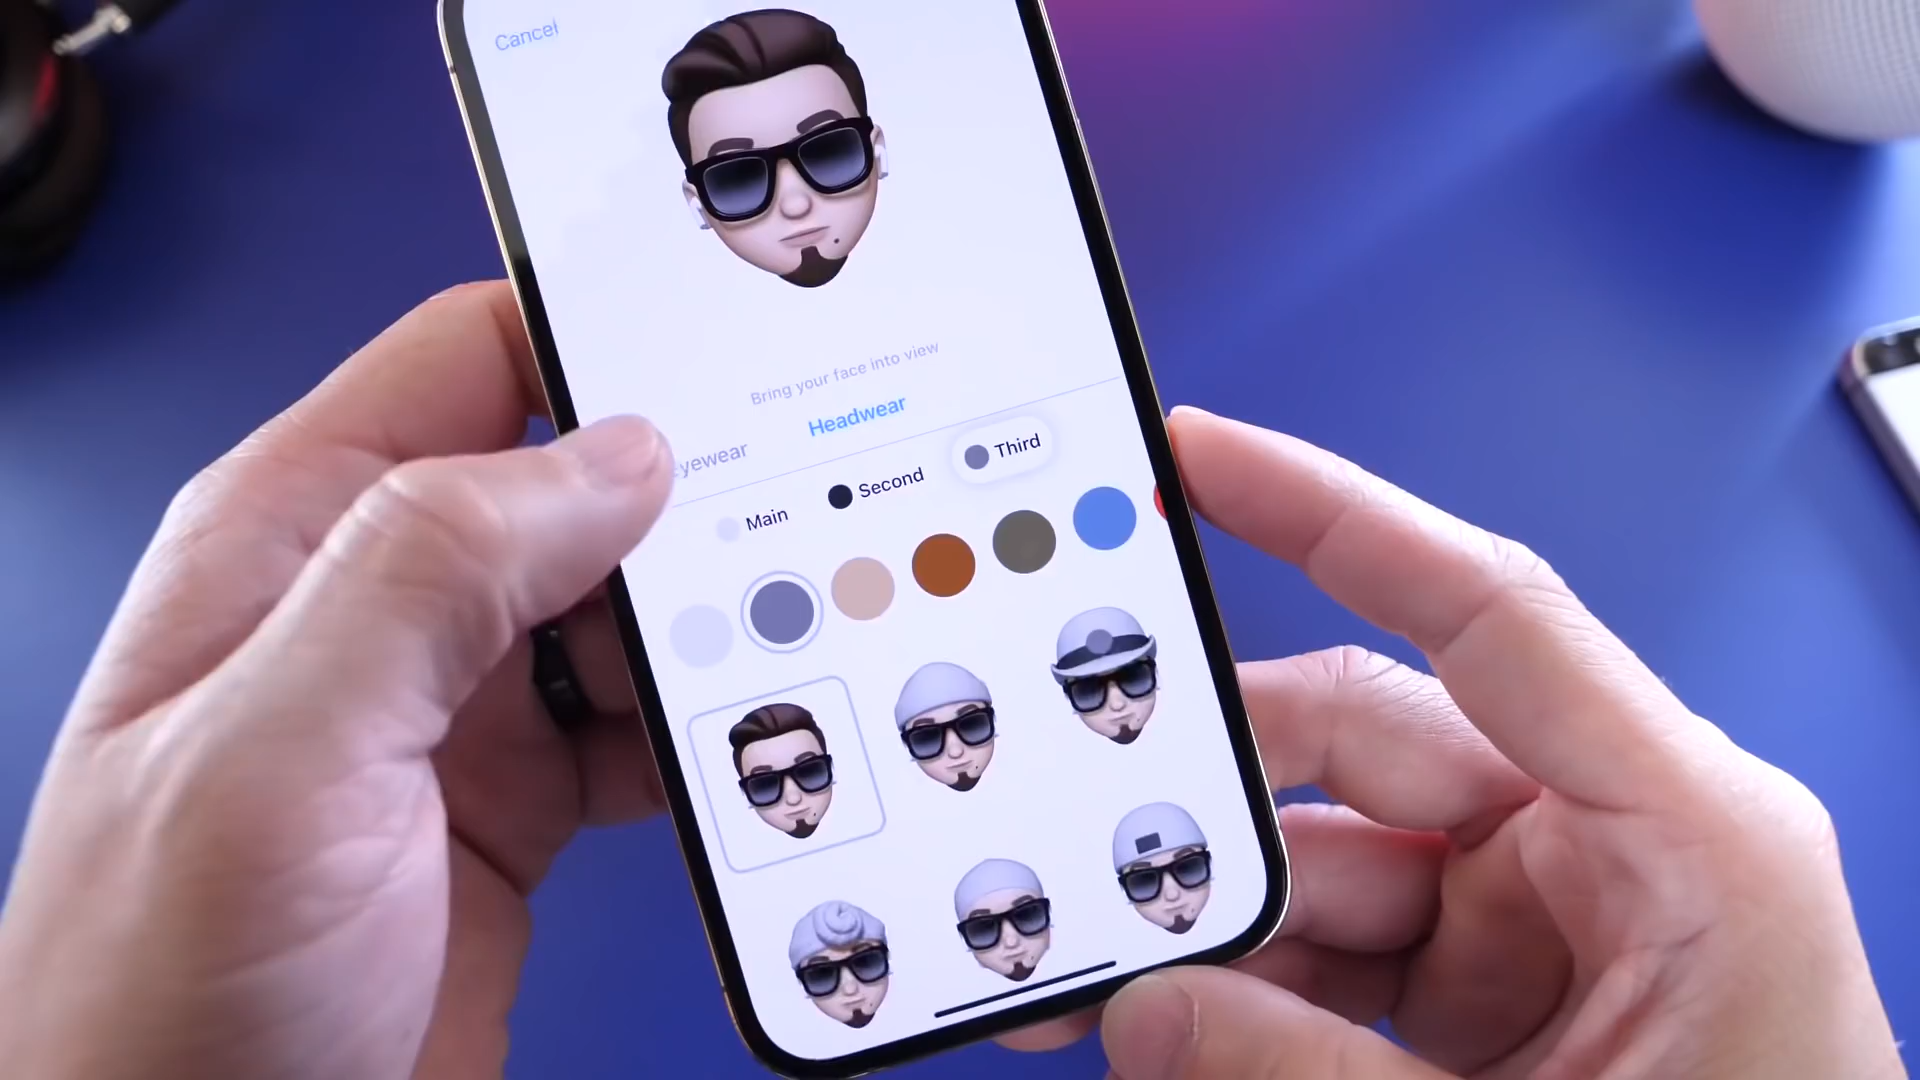 Cancel
Bring your face into view
yewear
Headwear
Main
Second
Third